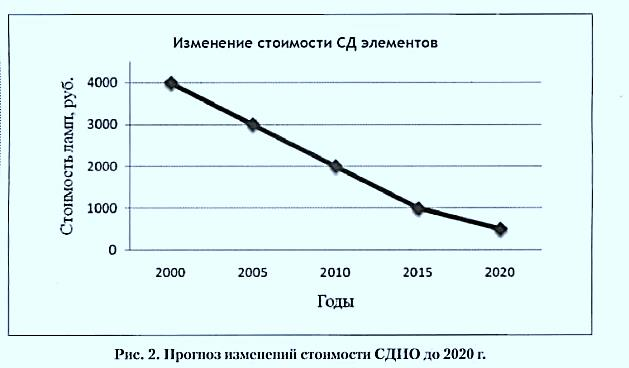 Изменение стоимости СД элементов
Стоимость ламп, руб.
4000
3000
2000
1000
0
2000 2005 2010 2015 2020
Годы
Рис. 2. Прогноз изменений стоимости СДИО до 2020 г.